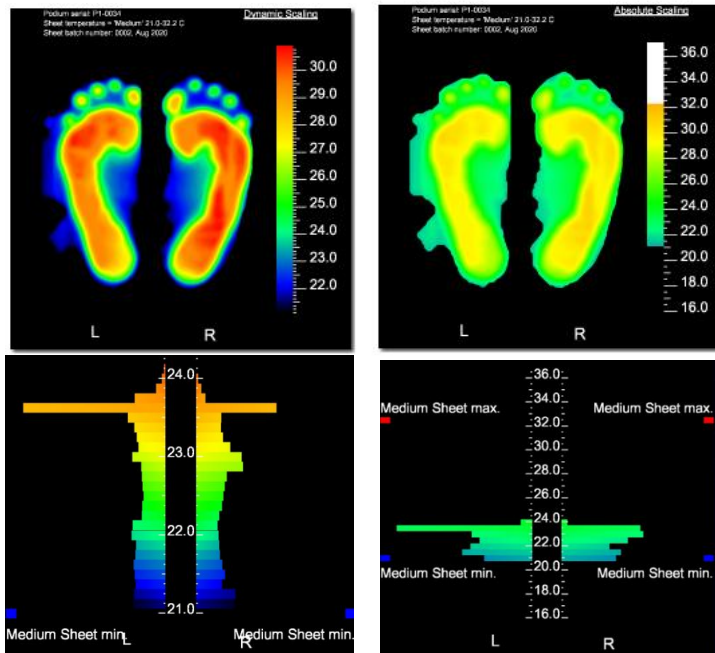 Podium serial: P1-0034
Dynamic Scaling
Sheet temperature = 'Medium' 21.0-32.2 C
Sheet batch number: 0002, Aug 2020
30.0
29.0
28.0
27.0
26.0
25.0
24.0
23.0
22.0
L
R
Podium serial: P1-0034
Absolute Scaling
Sheet temperature = 'Medium' 21.0-32.2 C
Sheet batch number: 0002, Aug 2020
36.0
34.0
32.0
30.0
28.0
26.0
24.0
22.0
20.0
18.0
16.0
L
R
24.0
23.0
22.0
21.0
Medium Sheet min.
Medium Sheet min.
L
R
36.0
34.0
Medium Sheet max.
Medium Sheet max.
32.0
30.0
28.0
26.0
24.0
22.0
20.0
Medium Sheet min.
Medium Sheet min.
18.0
16.0
L
R